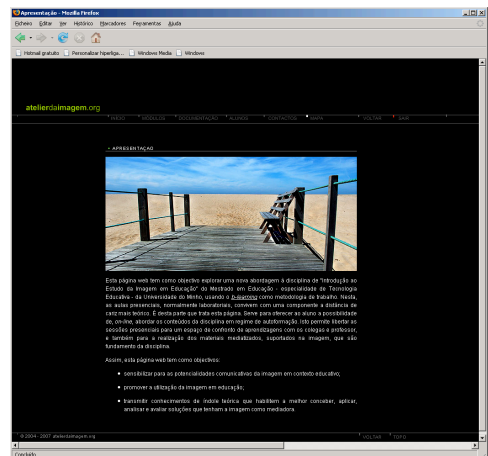 Apresentação - Mozilla Firefox
Ficheiro Editar Ver Histórico Marcadores Ferramentas Ajuda
Hotmail gratuito Personalizar hiperliga... Windows Media Windows
atelierdaimagem.org
INÍCIO MÓDULOS DOCUMENTAÇÃO ALUNOS CONTACTOS MAPA VOLTAR SAIR
APRESENTAÇÃO
Esta página web tem como objectivo explorar uma nova abordagem à disciplina de "Introdução ao
Estudo da Imagem em Educação" do Mestrado em Educação - especialidade de Tecnologia
Educativa - da Universidade do Minho, usando o b-learning como metodologia de trabalho. Nesta,
as aulas presenciais, normalmente laboratoriais, convivem com uma componente à distância de
cariz mais teórico. É desta parte que trata esta página. Serve para oferecer ao aluno a possibilidade
de, on-line, abordar os conteúdos da disciplina em regime de autoformação. Isto permite libertar as
sessões presenciais para um espaço de confronto de aprendizagens com os colegas e professor,
e também para a realização dos materiais mediatizados, suportados na imagem, que são
fundamento da disciplina.
Assim, esta página web tem como objectivos:
sensibilizar para as potencialidades comunicativas da imagem em contexto educativo;
promover a utilização da imagem em educação;
transmitir conhecimentos de índole teórica que habilitem a melhor conceber, aplicar,
analisar e avaliar soluções que tenham a imagem como mediadora.
© 2004 - 2007 atelierdaimagem.org VOLTAR TOPO
Concluído